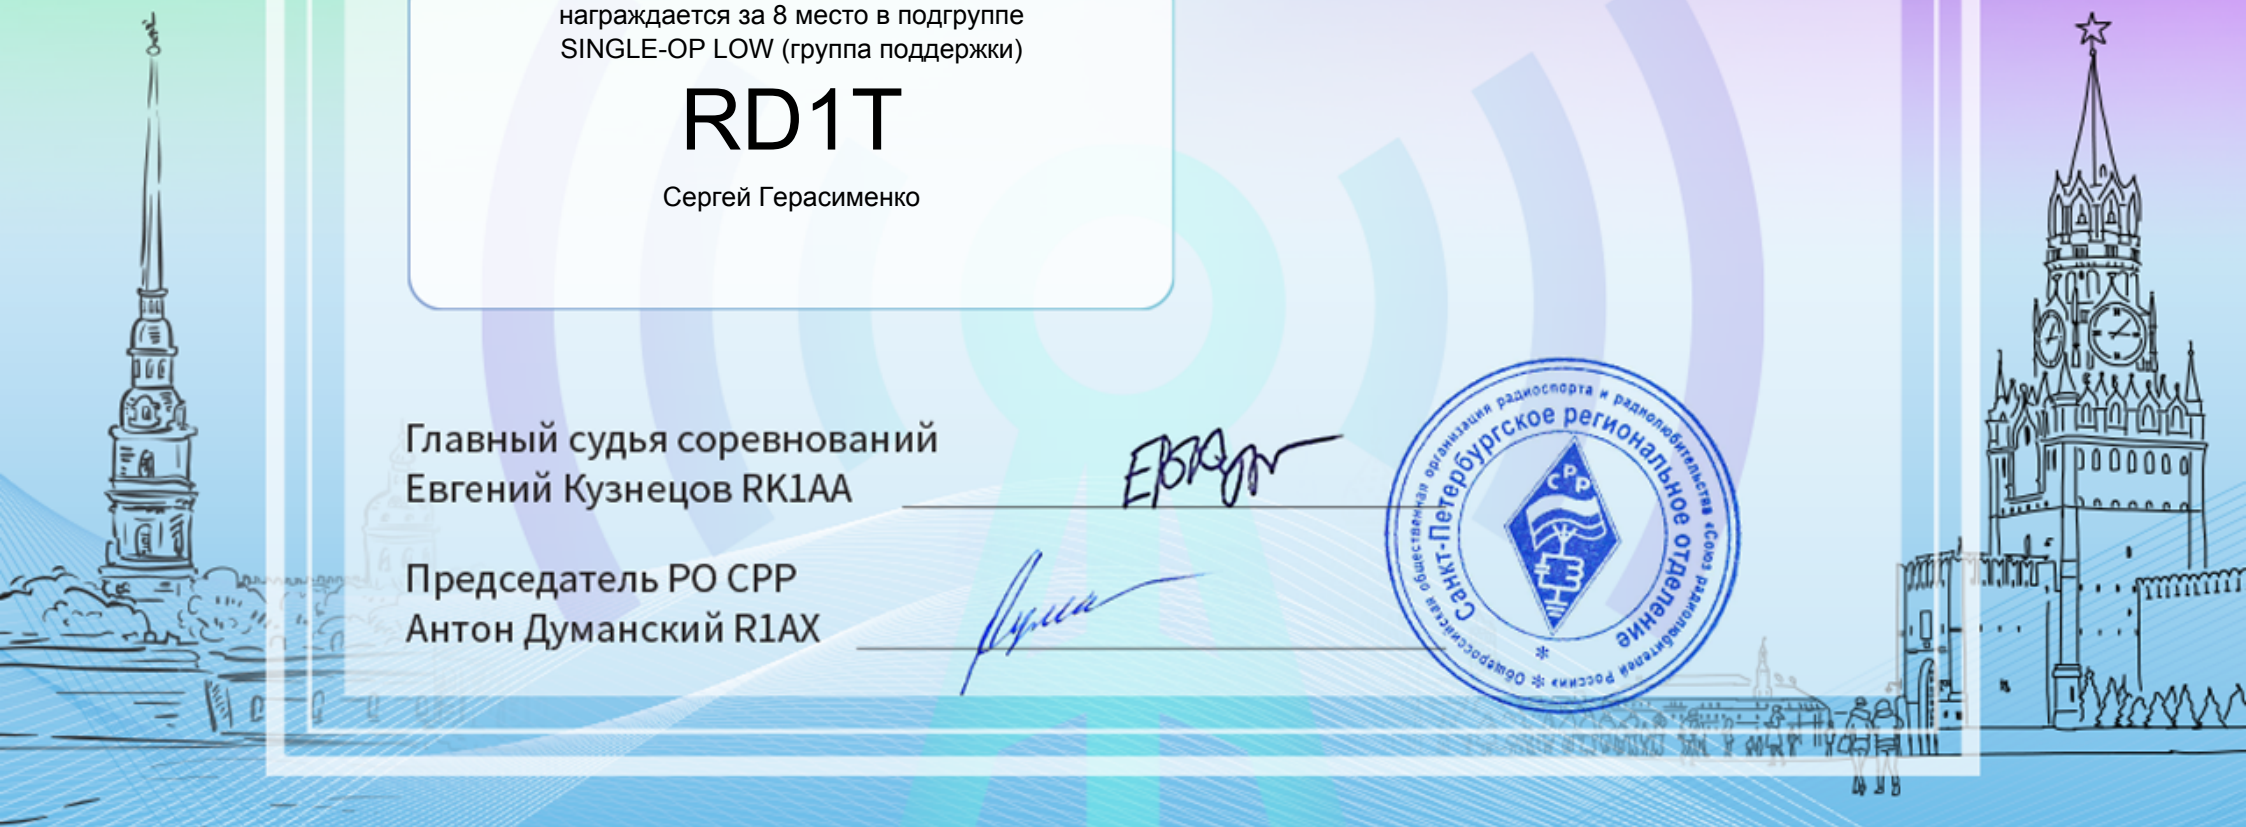 награждается за 8 место в подгруппе
SINGLE-OP LOW (группа поддержки)
RD1T
Сергей Герасименко
Главный судья соревнований
Евгений Кузнецов RK1AA
Председатель РО СРР
Антон Думанский R1AX
Общероссийская общественная организация радиоспорта и радиолюбительства «Союз радиолюбителей России»
Санкт-Петербургское региональное отделение
СРР